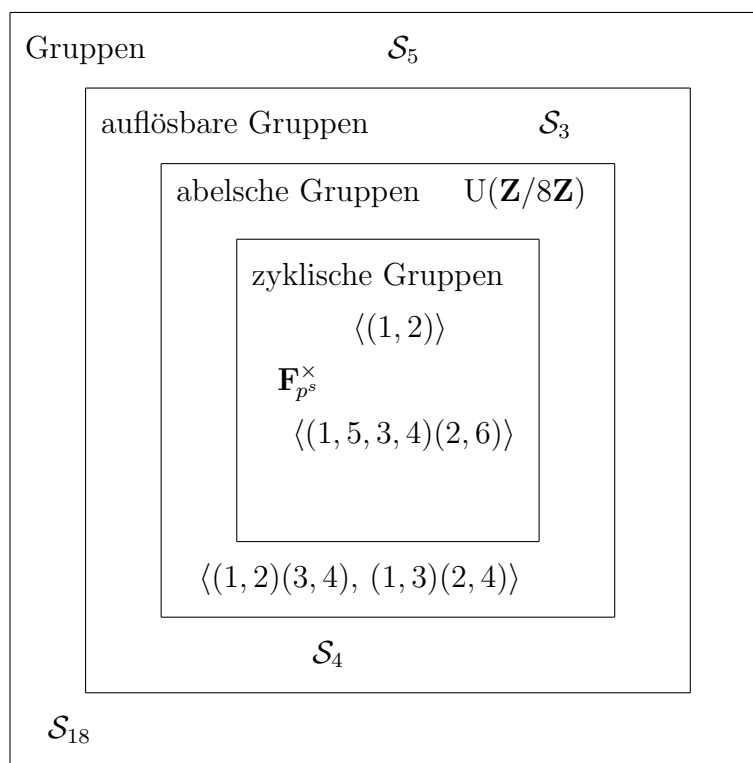 Gruppen 𝒮₅
auflösbare Gruppen 𝒮₃
abelsche Gruppen U(𝐙/8𝐙)
zyklische Gruppen
⟨(1, 2)⟩
𝐅ₚₛ^×
⟨(1, 5, 3, 4)(2, 6)⟩
⟨(1, 2)(3, 4), (1, 3)(2, 4)⟩
𝒮₄
𝒮₁₈